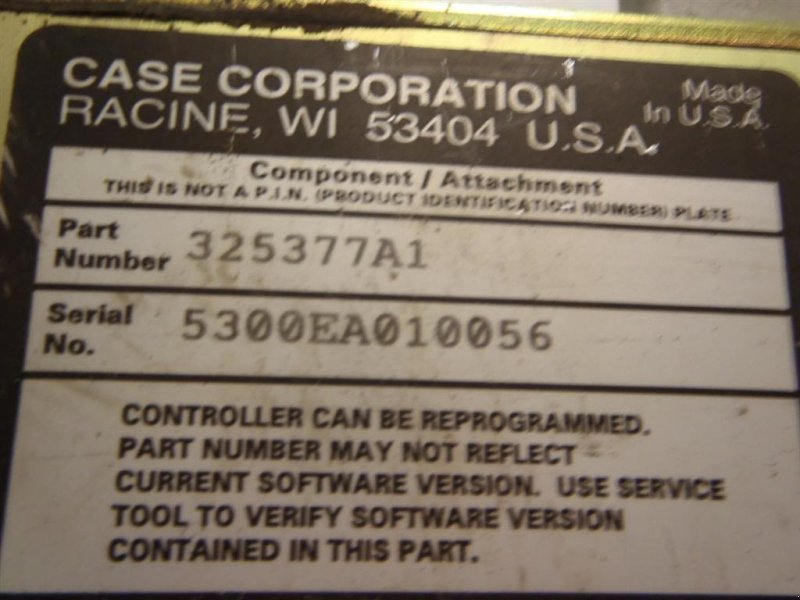 CASE CORPORATION
RACINE, WI 53404 U.S.A.
Made
In U.S.A.
Component / Attachment
THIS IS NOT A P.I.N. (PRODUCT IDENTIFICATION NUMBER) PLATE
Part
Number 325377A1
Serial
No. 5300EA010056
CONTROLLER CAN BE REPROGRAMMED.
PART NUMBER MAY NOT REFLECT
CURRENT SOFTWARE VERSION. USE SERVICE
TOOL TO VERIFY SOFTWARE VERSION
CONTAINED IN THIS PART.